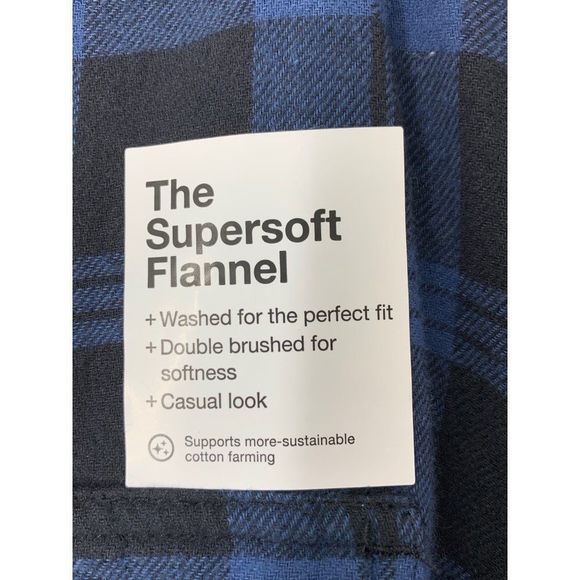 The
Supersoft
Flannel
+ Washed for the perfect fit
+ Double brushed for
softness
+ Casual look
Supports more-sustainable
cotton farming